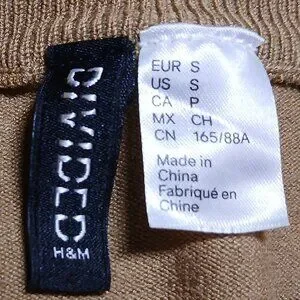 DIVIDED
H&M
EUR S
US S
CA P
MX CH
CN 165/88A
Made in
China
Fabriqué en
Chine